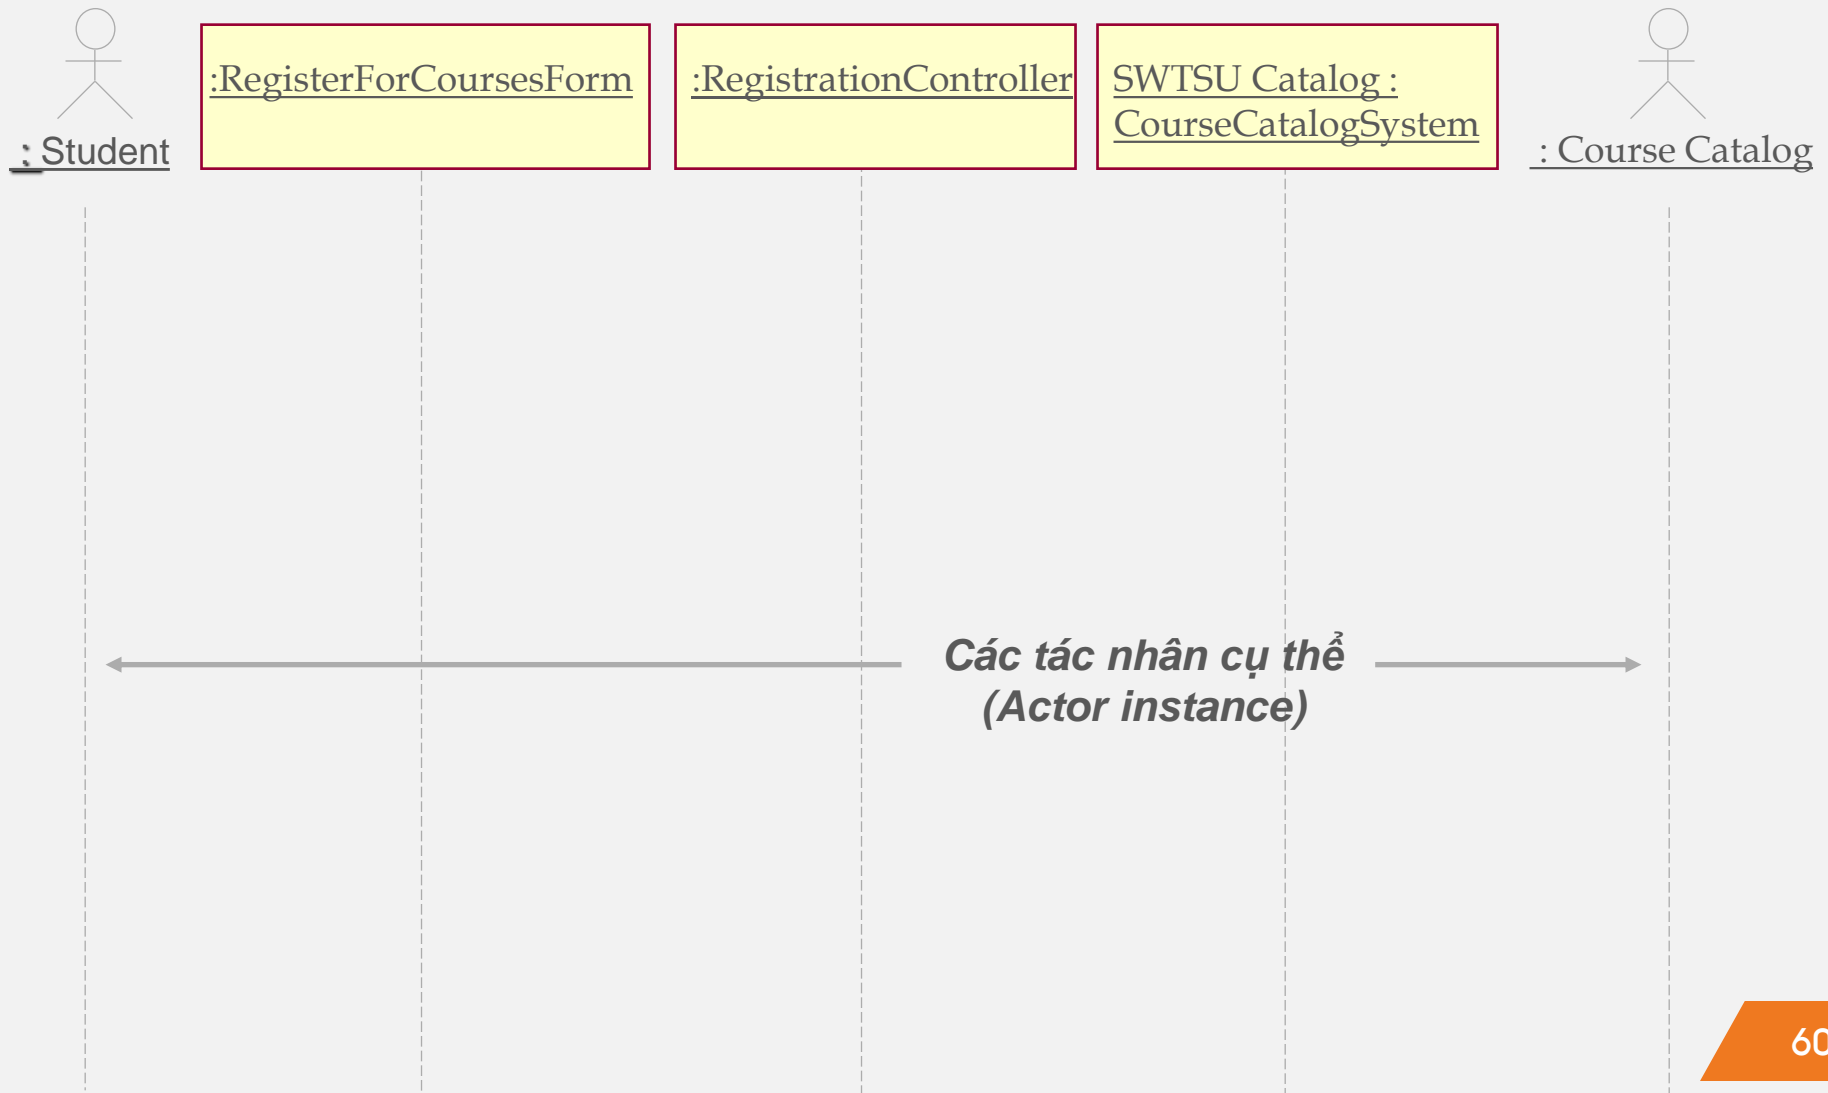 :RegisterForCoursesForm
:RegistrationController
SWTSU Catalog :
CourseCatalogSystem
: Student
: Course Catalog
Các tác nhân cụ thể
(Actor instance)
60